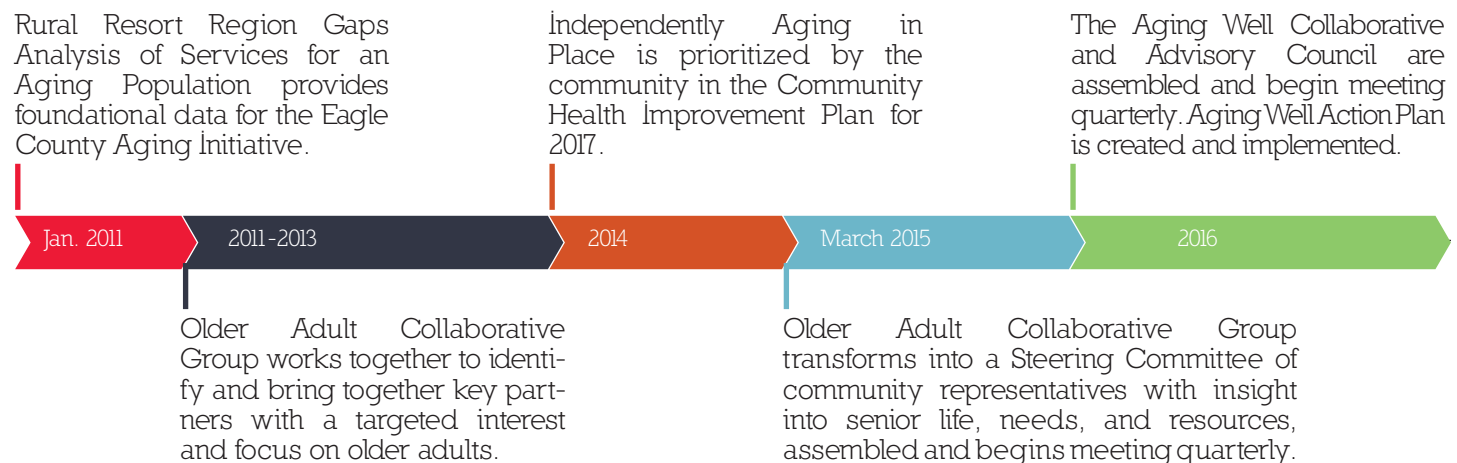 Rural Resort Region Gaps
Analysis of Services for an
Aging Population provides
foundational data for the Eagle
County Aging Initiative.
Independently Aging in
Place is prioritized by the
community in the Community
Health Improvement Plan for
2017.
The Aging Well Collaborative
and Advisory Council are
assembled and begin meeting
quarterly. Aging Well Action Plan
is created and implemented.
Jan. 2011
2011-2013
2014
March 2015
2016
Older Adult Collaborative
Group works together to identi-
fy and bring together key part-
ners with a targeted interest
and focus on older adults.
Older Adult Collaborative Group
transforms into a Steering Committee of
community representatives with insight
into senior life, needs, and resources,
assembled and begins meeting quarterly.